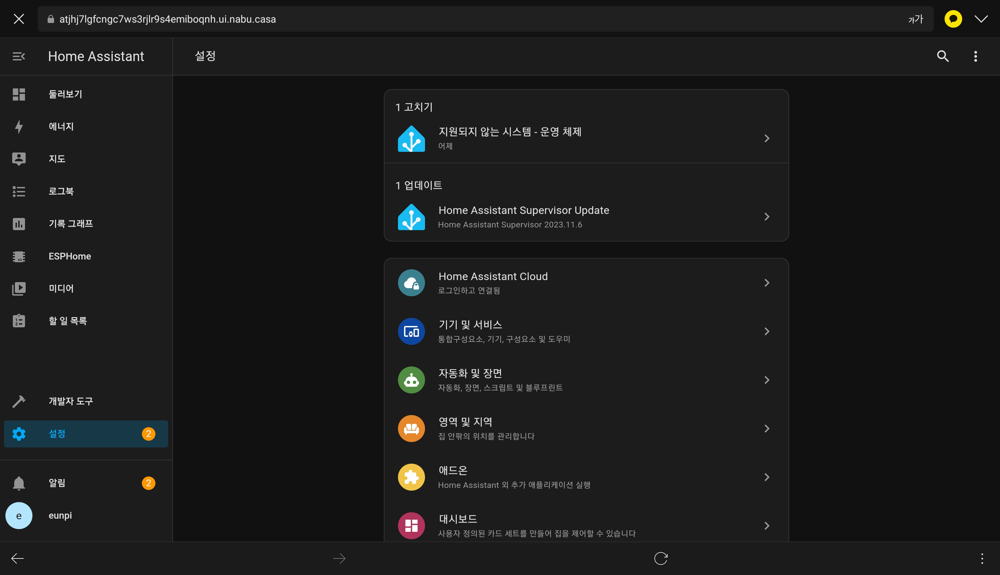 atjhj7lgfcngc7ws3rjlr9s4emiboqnh.ui.nabu.casa
가가
Home Assistant
설정
둘러보기
에너지
지도
로그북
기록 그래프
ESPHome
미디어
할 일 목록
개발자 도구
설정
2
알림
2
e
eunpi
1 고치기
지원되지 않는 시스템 - 운영 체제
어제
1 업데이트
Home Assistant Supervisor Update
Home Assistant Supervisor 2023.11.6
Home Assistant Cloud
로그인하고 연결됨
기기 및 서비스
통합구성요소, 기기, 구성요소 및 도우미
자동화 및 장면
자동화, 장면, 스크립트 및 블루프린트
영역 및 지역
집 안팎의 위치를 관리합니다
애드온
Home Assistant 외 추가 애플리케이션 실행
대시보드
사용자 정의된 카드 세트를 만들어 집을 제어할 수 있습니다